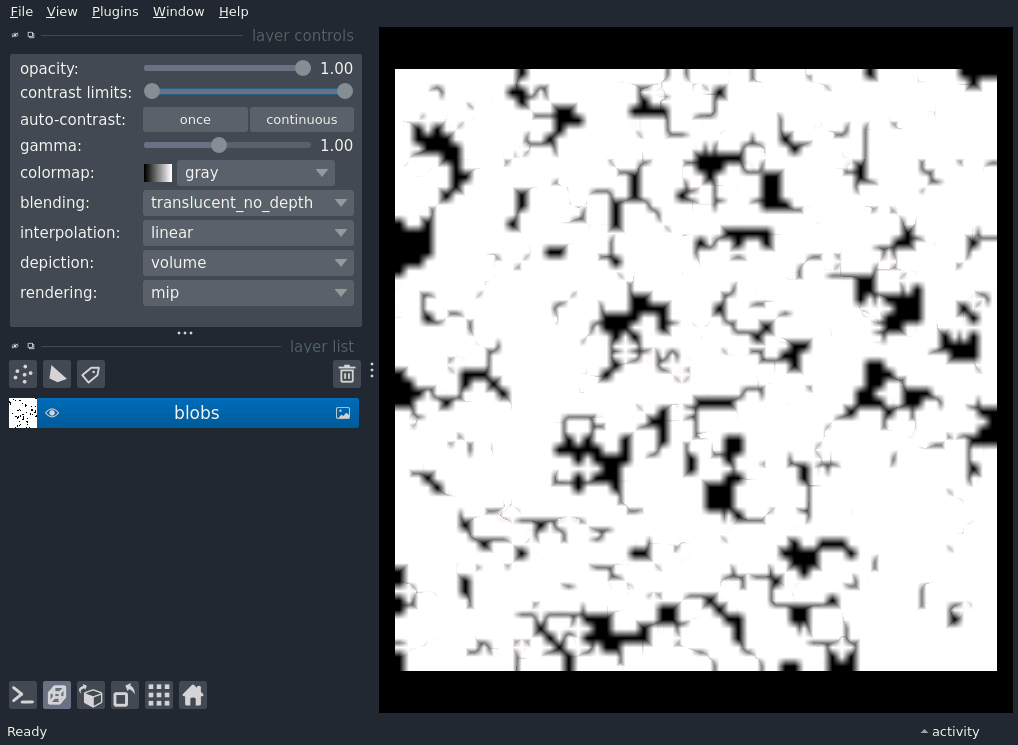 File View Plugins Window Help
layer controls
opacity: 1.00
contrast limits:
auto-contrast: once continuous
gamma: 1.00
colormap: gray
blending: translucent_no_depth
interpolation: linear
depiction: volume
rendering: mip
layer list
blobs
Ready activity